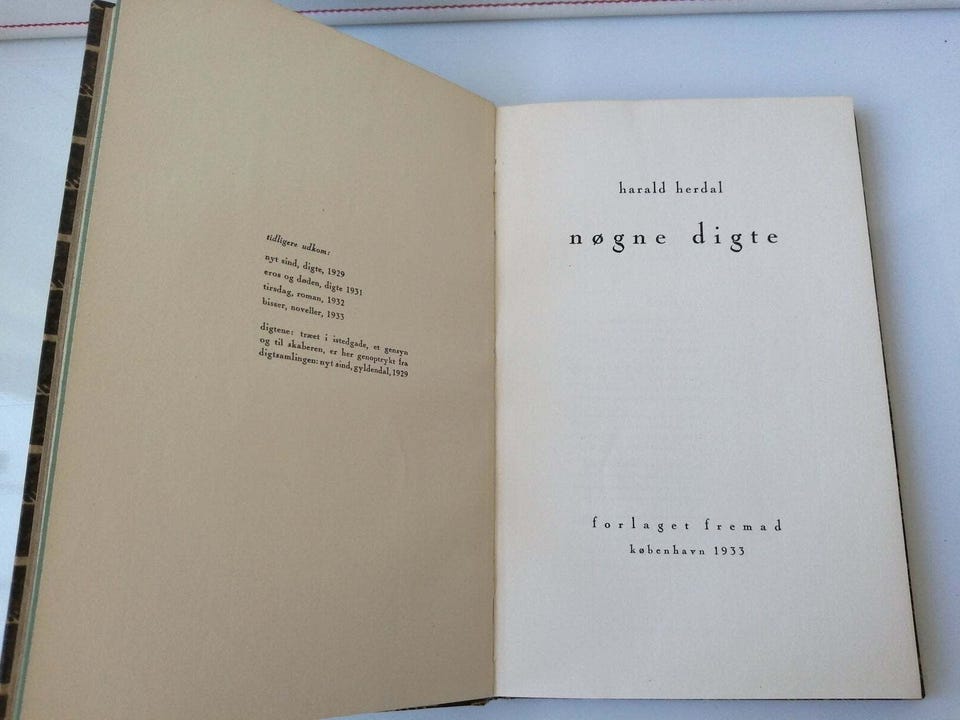 tidligere udkom:
nyt sind, digte, 1929
eros og døden, digte 1931
tirsdag, roman, 1932
bisser, noveller, 1933
digtene: træet i istedgade, et gensyn
og til skaberen, er her genoptrykt fra
digtsamlingen: nyt sind, gyldendal, 1929
harald herdal
nøgne digte
forlaget fremad
københavn 1933